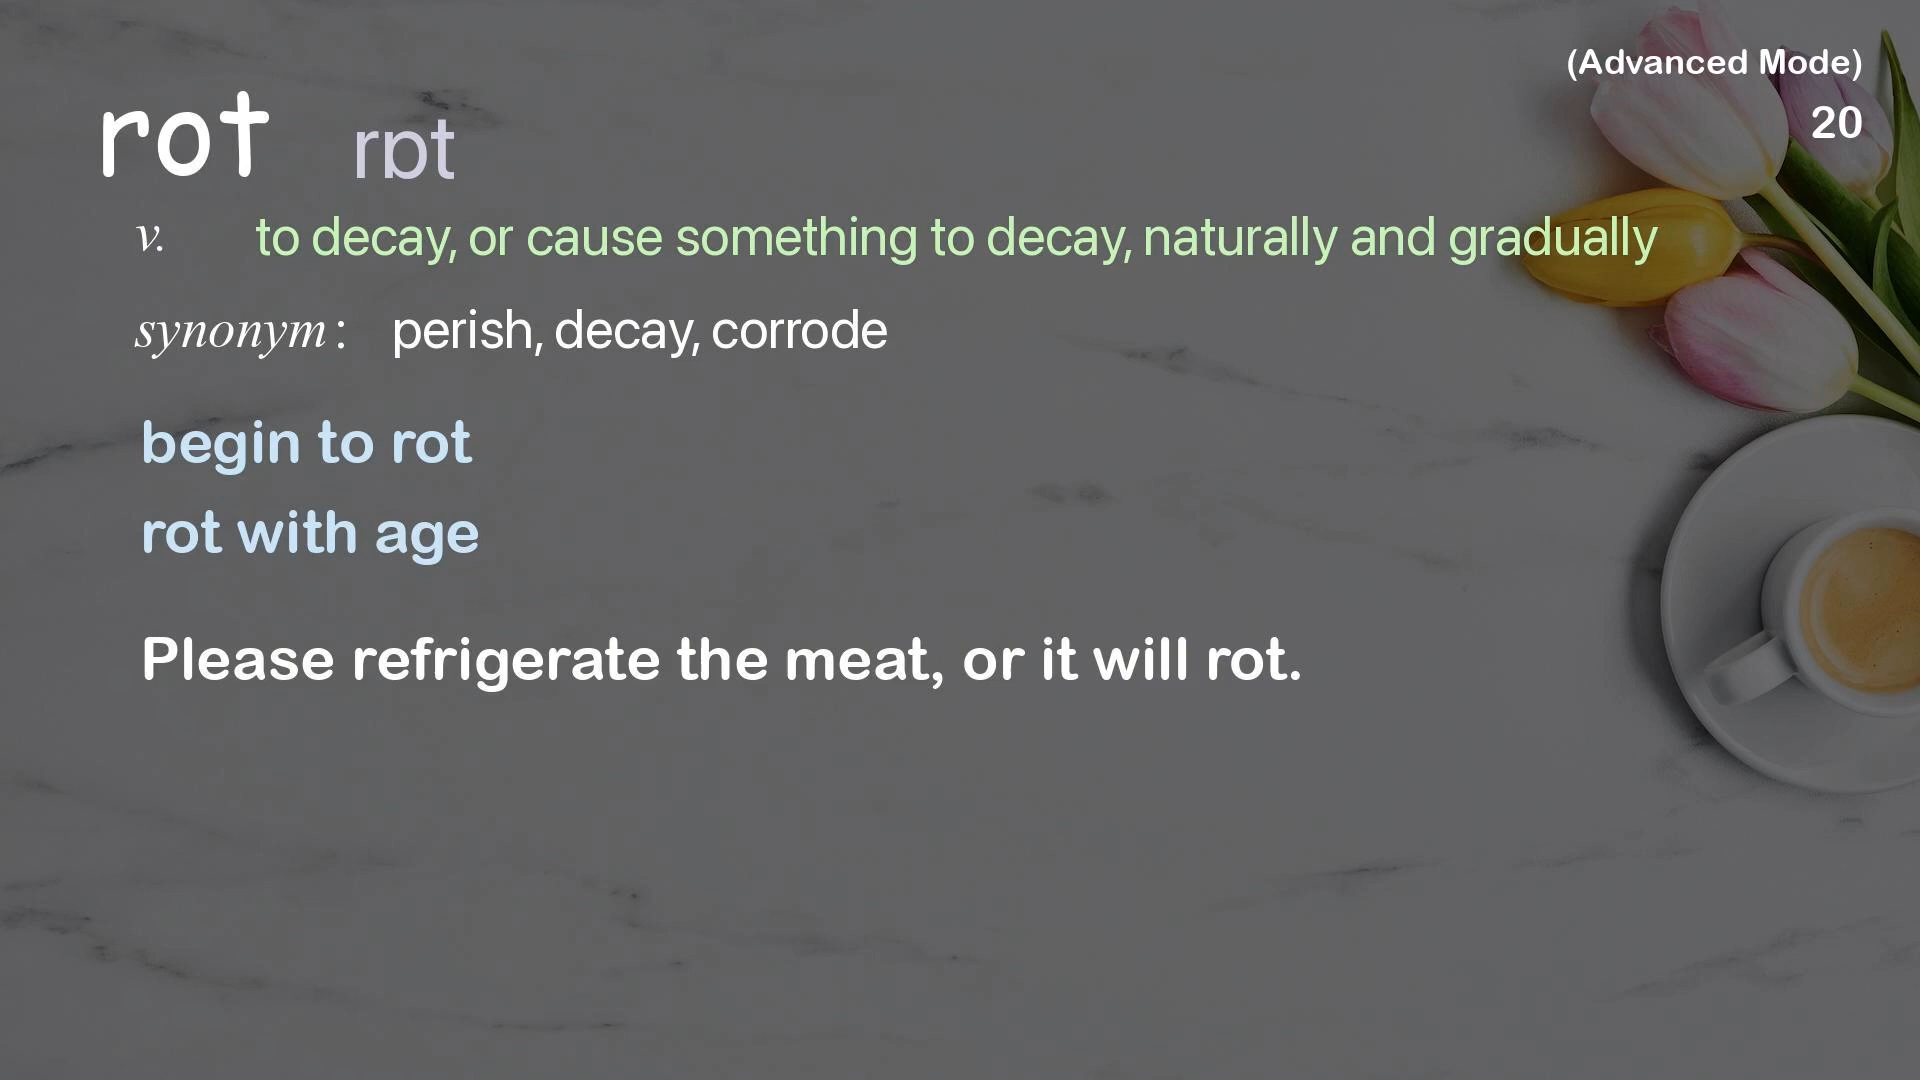 (Advanced Mode)
20
rot rɒt
v. to decay, or cause something to decay, naturally and gradually
synonym: perish, decay, corrode
begin to rot
rot with age
Please refrigerate the meat, or it will rot.